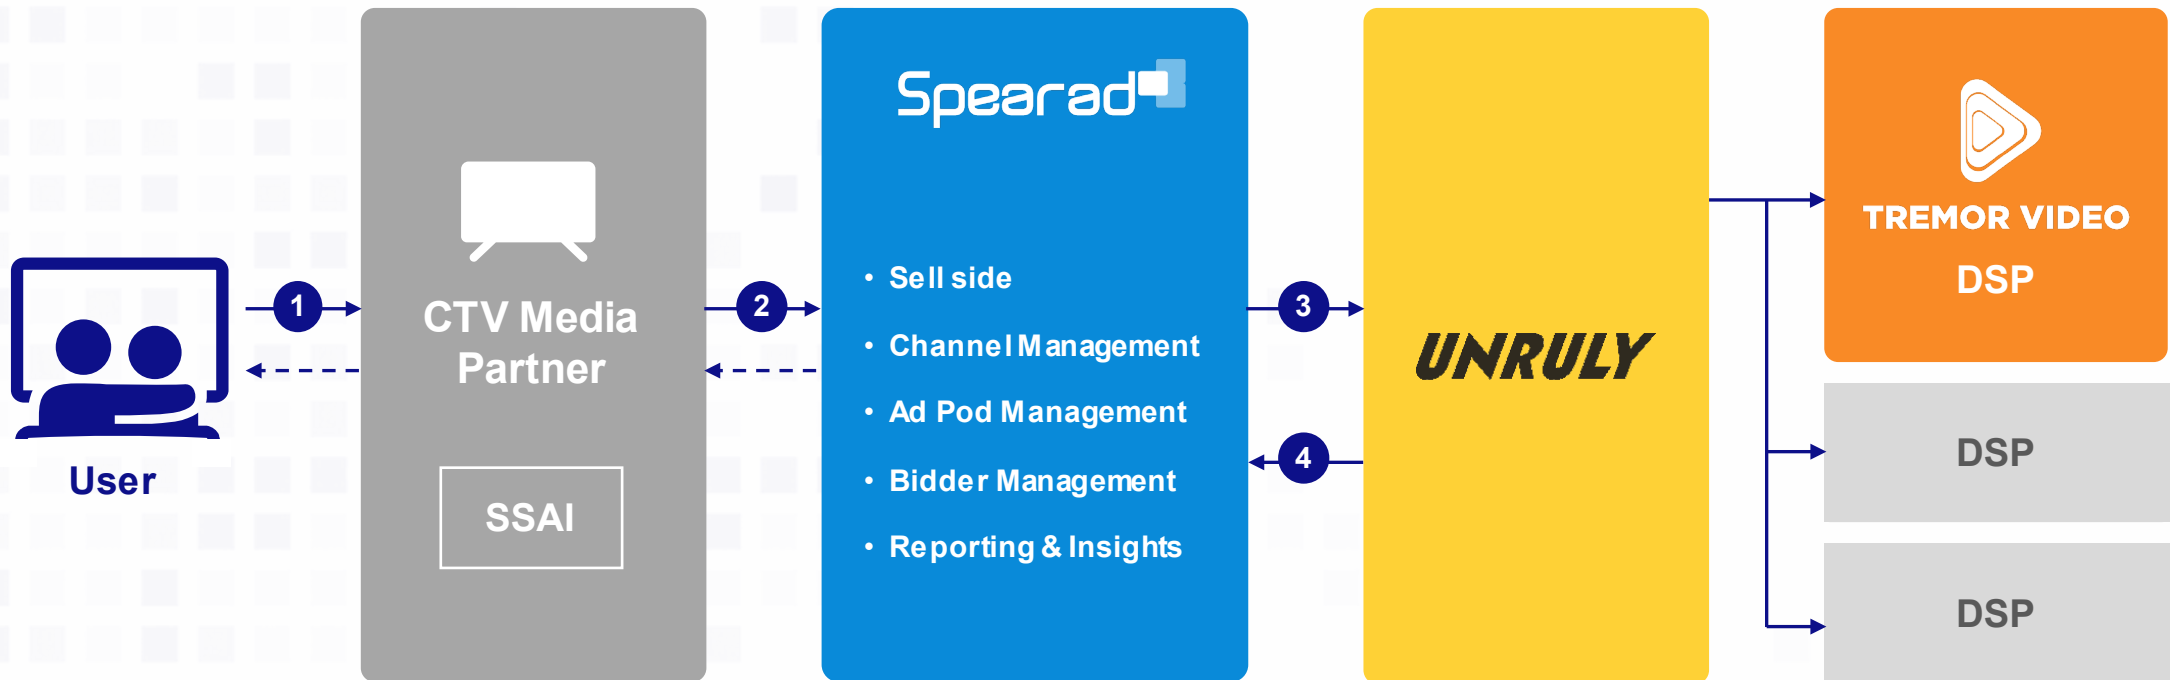 User
1
CTV Media
Partner
SSAI
2
Spearad
• Sell side
• Channel Management
• Ad Pod Management
• Bidder Management
• Reporting & Insights
3
4
UNRULY
TREMOR VIDEO
DSP
DSP
DSP